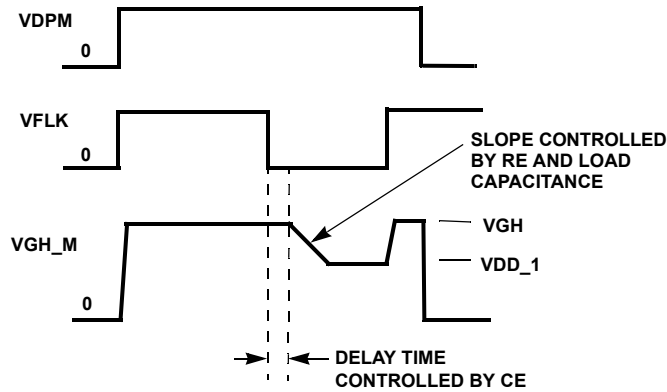 VDPM
0
VFLK
0
SLOPE CONTROLLED
BY RE AND LOAD
CAPACITANCE
VGH_M
VGH
VDD_1
0
DELAY TIME
CONTROLLED BY CE